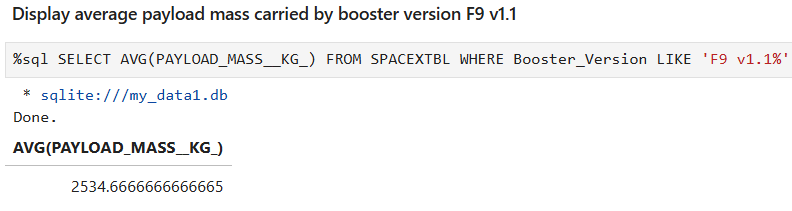 Display average payload mass carried by booster version F9 v1.1
%sql SELECT AVG(PAYLOAD_MASS__KG_) FROM SPACEXTBL WHERE Booster_Version LIKE 'F9 v1.1%'
* sqlite:///my_data1.db
Done.
AVG(PAYLOAD_MASS__KG_)
2534.6666666666665